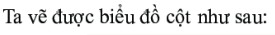 Ta vẽ được biểu đồ cột như sau: